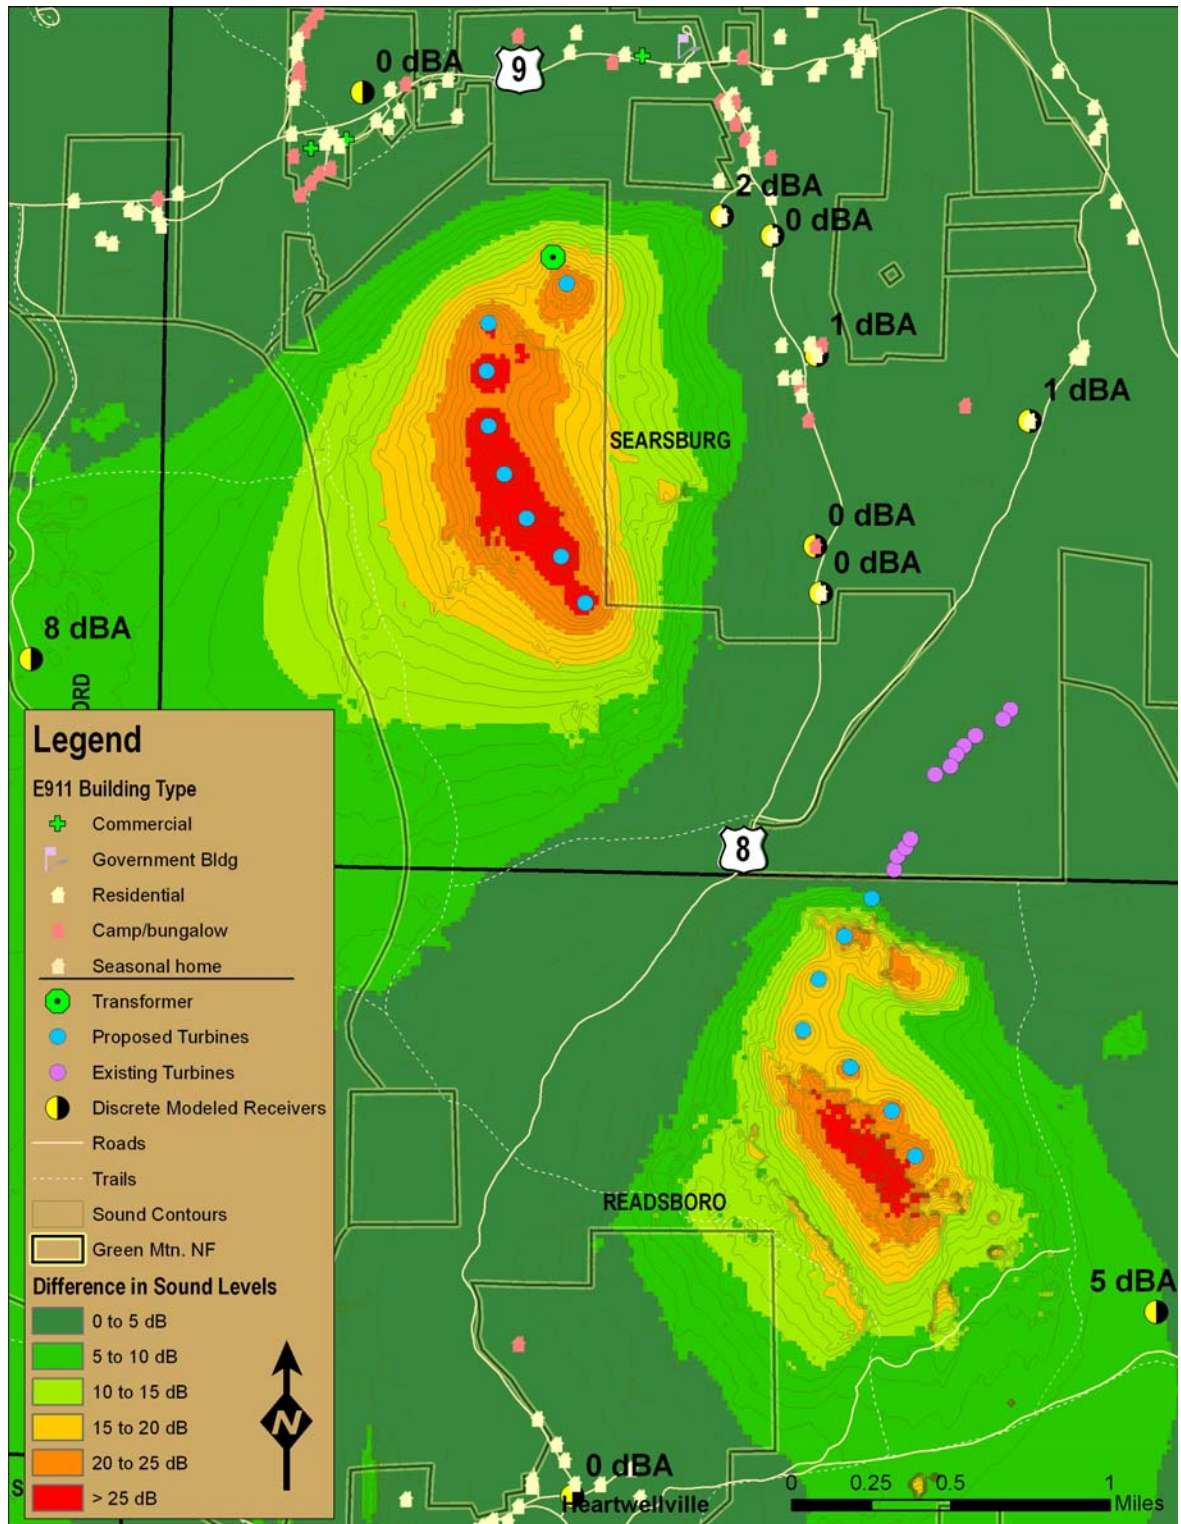 0 dBA
9
2 dBA
0 dBA
1 dBA
1 dBA
SEARSBURG
0 dBA
0 dBA
8 dBA
ORD
Legend
E911 Building Type
Commercial
Government Bldg
Residential
Camp/bungalow
Seasonal home
Transformer
Proposed Turbines
Existing Turbines
Discrete Modeled Receivers
Roads
Trails
Sound Contours
Green Mtn. NF
Difference in Sound Levels
0 to 5 dB
5 to 10 dB
10 to 15 dB
15 to 20 dB
20 to 25 dB
> 25 dB
N
S
8
READSBORO
5 dBA
0 dBA
Heartwellville
0 0.25 0.5 1
Miles